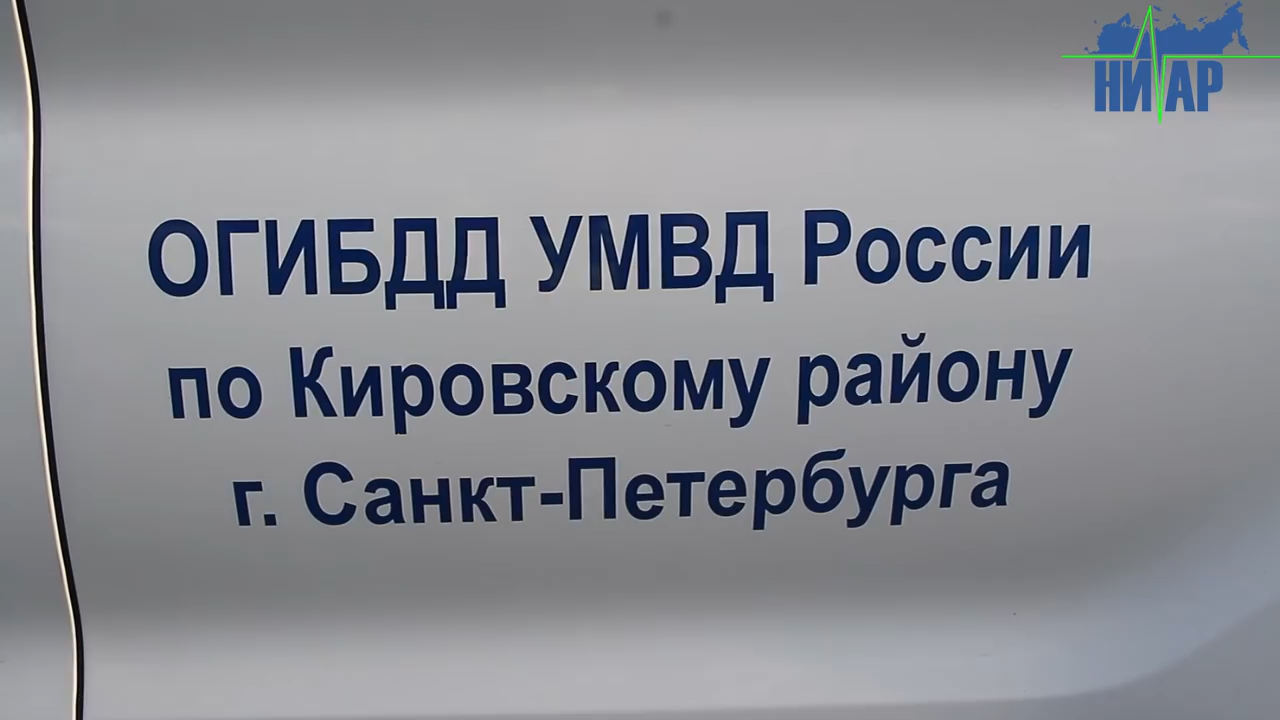 НИАР
ОГИБДД УМВД России
по Кировскому району
г. Санкт-Петербурга